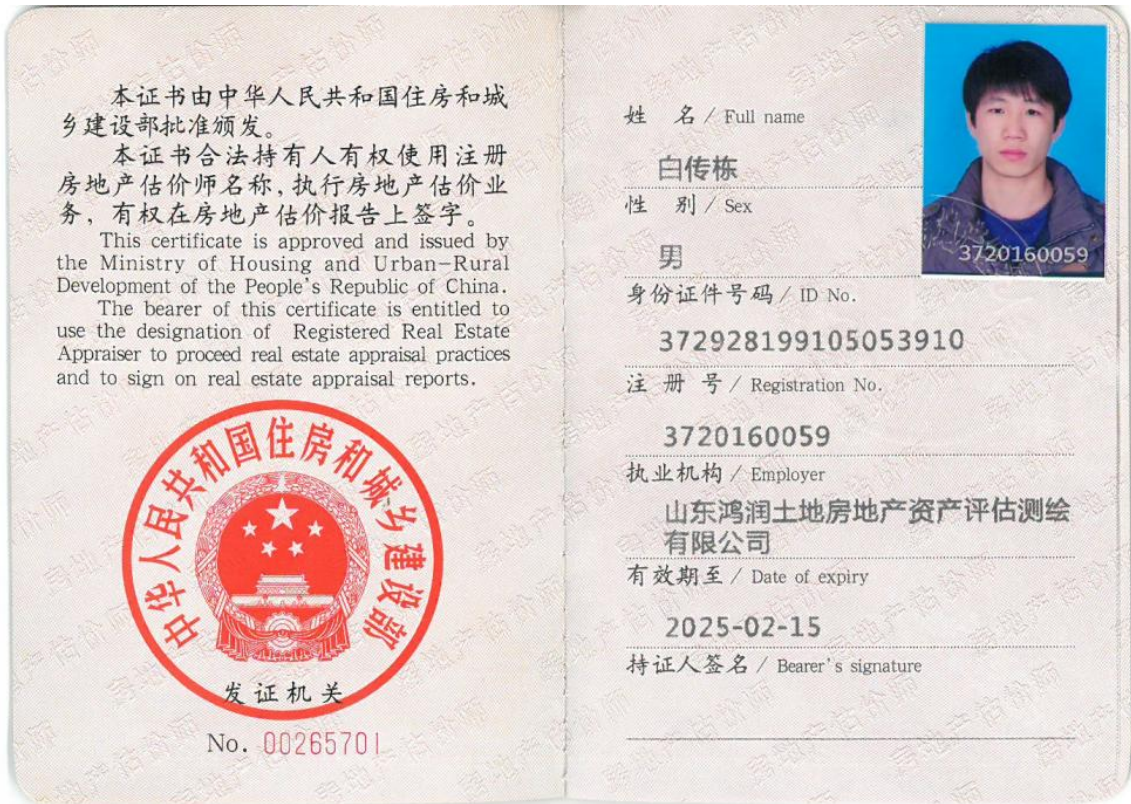 本证书由中华人民共和国住房和城
乡建设部批准颁发。
本证书合法持有人有权使用注册
房地产估价师名称，执行房地产估价业
务，有权在房地产估价报告上签字。
This certificate is approved and issued by
the Ministry of Housing and Urban-Rural
Development of the People's Republic of China.
The bearer of this certificate is entitled to
use the designation of Registered Real Estate
Appraiser to proceed real estate appraisal practices
and to sign on real estate appraisal reports.
中华人民共和国住房和城乡建设部
发证机关
No. 00265701
姓 名 / Full name
白传栋
性 别 / Sex
男
身份证件号码 / ID No.
372928199105053910
注 册 号 / Registration No.
3720160059
执业机构 / Employer
山东鸿润土地房地产资产评估测绘
有限公司
有效期至 / Date of expiry
2025-02-15
持证人签名 / Bearer's signature
3720160059
房地产估价师